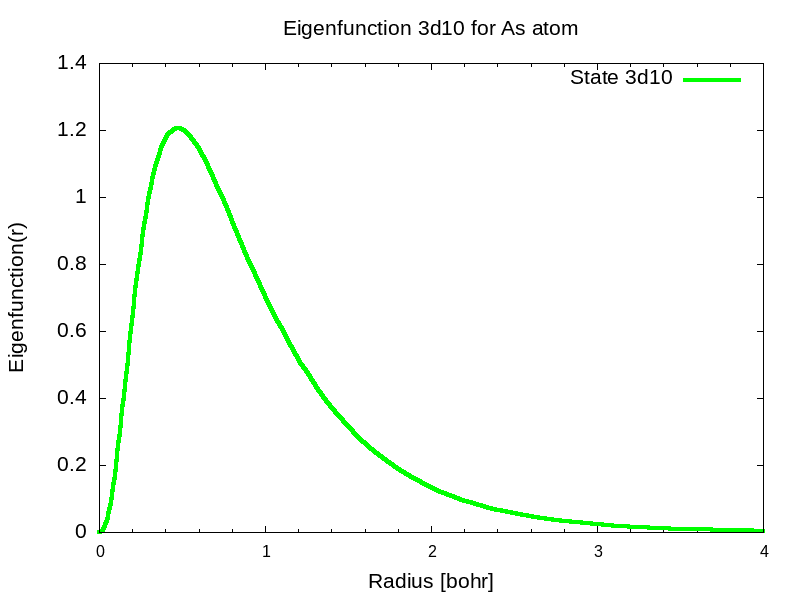 Eigenfunction 3d10 for As atom
State 3d10
1.4
1.2
1
0.8
0.6
0.4
0.2
0
Eigenfunction(r)
0 1 2 3 4
Radius [bohr]